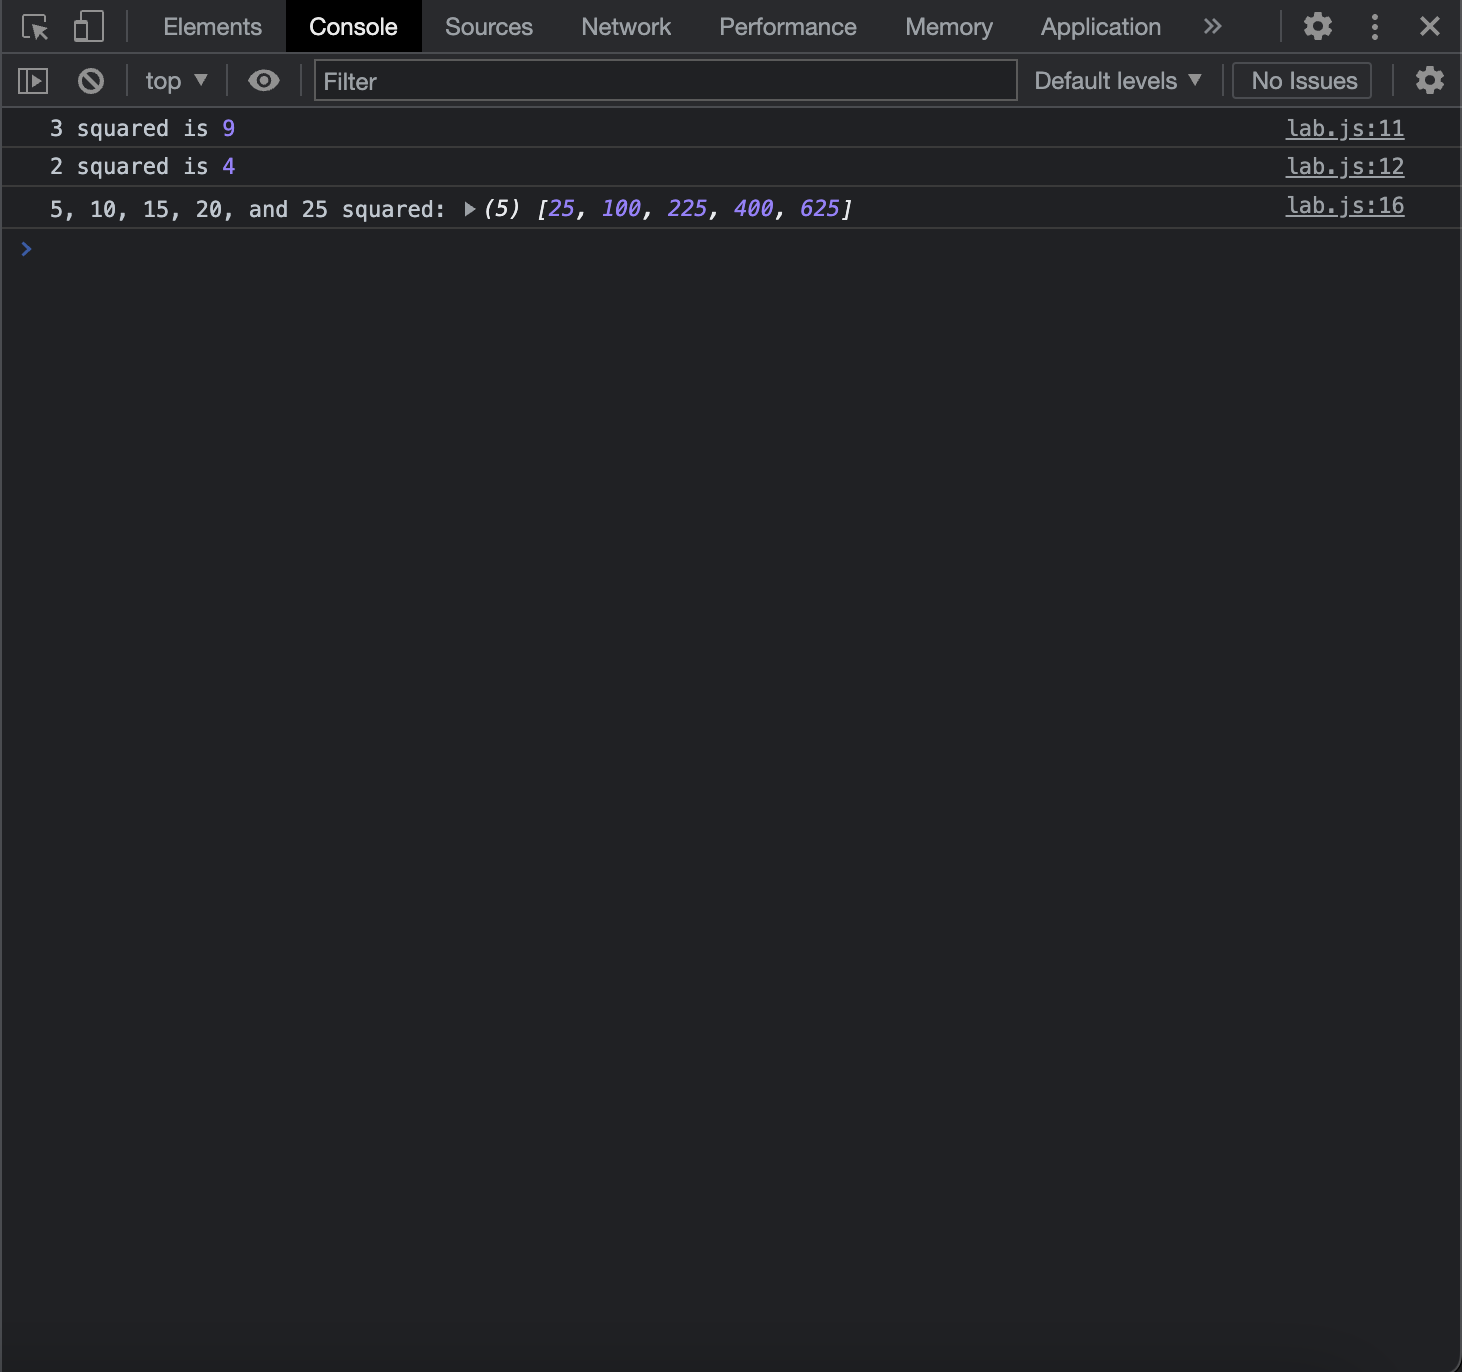 Elements Console Sources Network Performance Memory Application »
top ▼ Filter Default levels ▼ No Issues
3 squared is 9 lab.js:11
2 squared is 4 lab.js:12
5, 10, 15, 20, and 25 squared: ▶(5) [25, 100, 225, 400, 625] lab.js:16
>